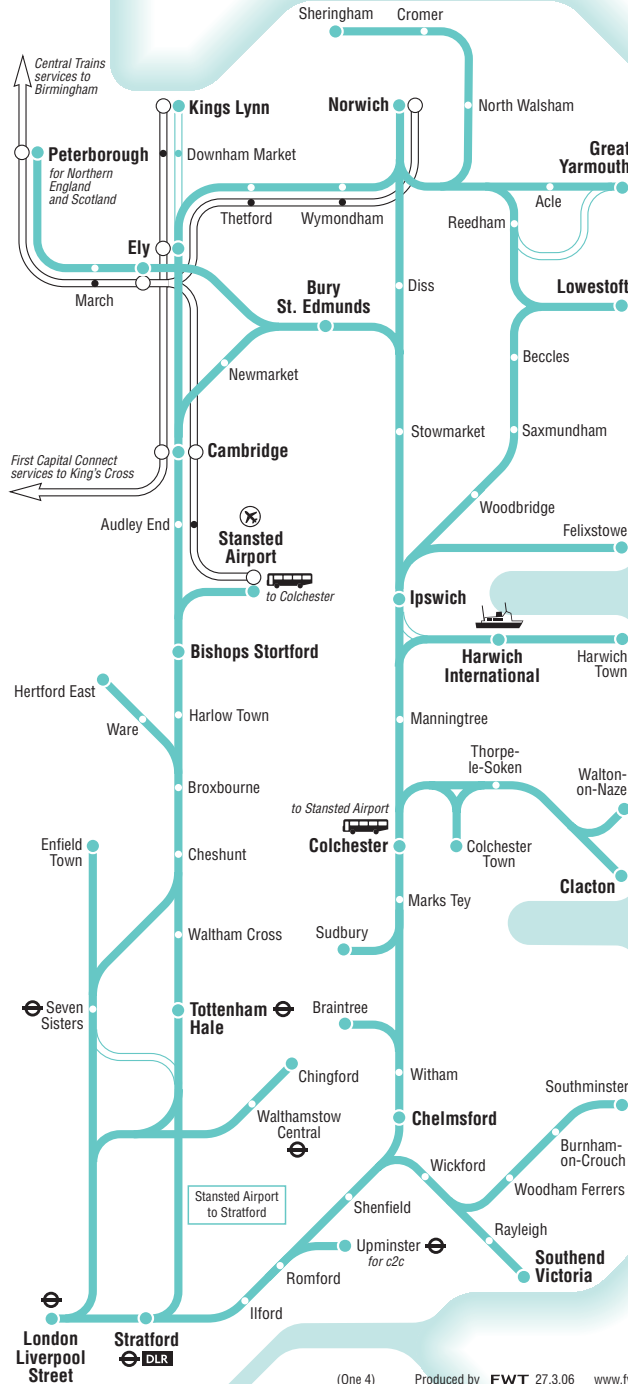 Sheringham
Cromer
Central Trains
services to
Birmingham
Kings Lynn
Norwich
North Walsham
Peterborough
for Northern
England
and Scotland
Downham Market
Great
Yarmouth
Thetford
Wymondham
Acle
Reedham
Ely
March
Bury
St. Edmunds
Diss
Lowestoft
Beccles
Newmarket
Stowmarket
Saxmundham
Cambridge
First Capital Connect
services to King's Cross
Woodbridge
Audley End
Stansted
Airport
to Colchester
Felixstowe
Ipswich
Bishops Stortford
Harwich
International
Harwich
Town
Hertford East
Ware
Harlow Town
Manningtree
Thorpe-
le-Soken
Walton-
on-Naze
Broxbourne
to Stansted Airport
Colchester
Colchester
Town
Clacton
Enfield
Town
Cheshunt
Marks Tey
Sudbury
Waltham Cross
Seven
Sisters
Tottenham
Hale
Braintree
Witham
Chingford
Walthamstow
Central
Chelmsford
Southminster
Burnham-
on-Crouch
Wickford
Woodham Ferrers
Stansted Airport
to Stratford
Shenfield
Rayleigh
Upminster
for c2c
Romford
Southend
Victoria
Ilford
London
Liverpool
Street
Stratford
DLR
(One 4) Produced by FWT 27.3.06 www.fv